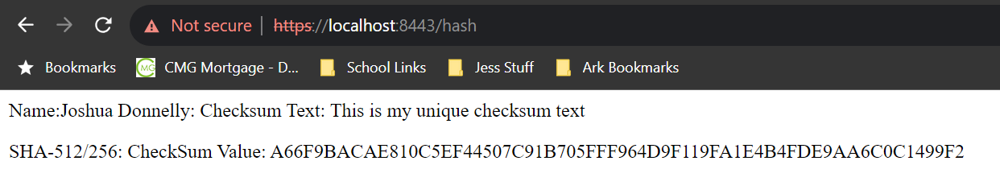 Not secure | https://localhost:8443/hash
Bookmarks CMG CMG Mortgage - D... School Links Jess Stuff Ark Bookmarks
Name:Joshua Donnelly: Checksum Text: This is my unique checksum text
SHA-512/256: CheckSum Value: A66F9BACAE810C5EF44507C91B705FFF964D9F119FA1E4B4FDE9AA6C0C1499F2